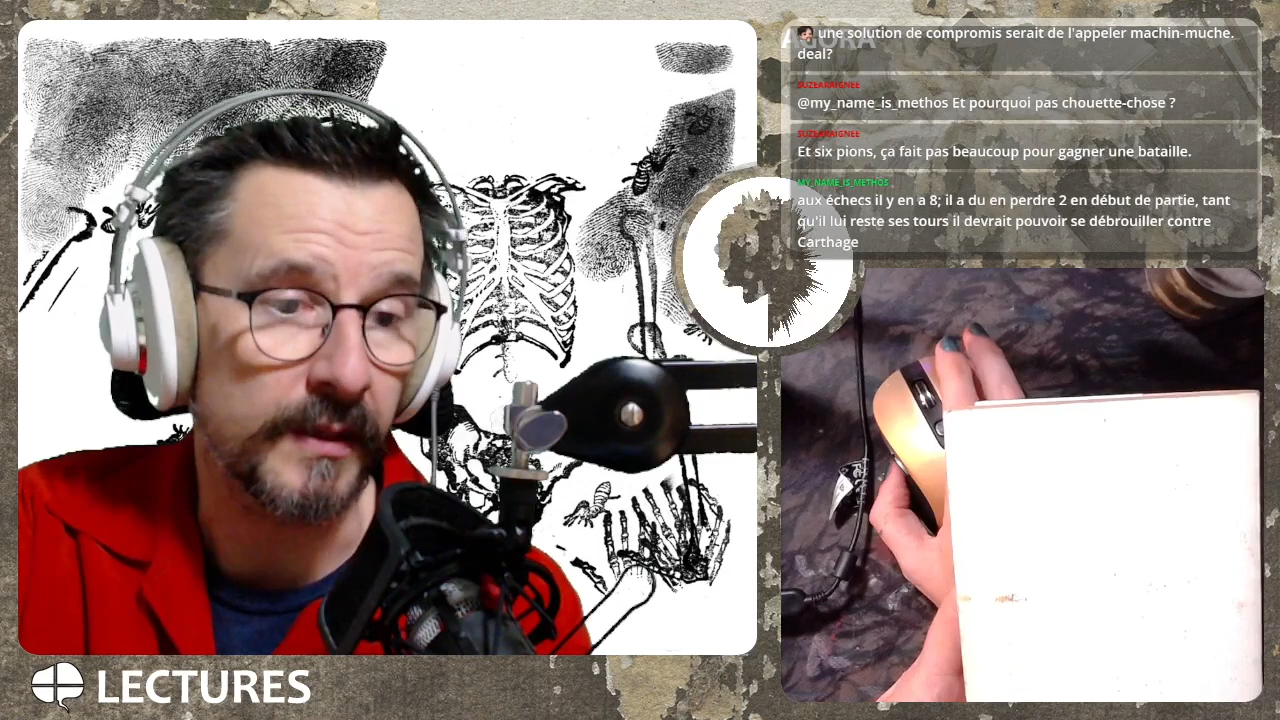 une solution de compromis serait de l'appeler machin-muche.
deal?
SUZEARAIGNEE
@my_name_is_methos Et pourquoi pas chouette-chose ?
SUZEARAIGNEE
Et six pions, ça fait pas beaucoup pour gagner une bataille.
MY_NAME_IS_METHOS
aux échecs il y en a 8; il a du en perdre 2 en début de partie, tant
qu'il lui reste ses tours il devrait pouvoir se débrouiller contre
Carthage
LECTURES